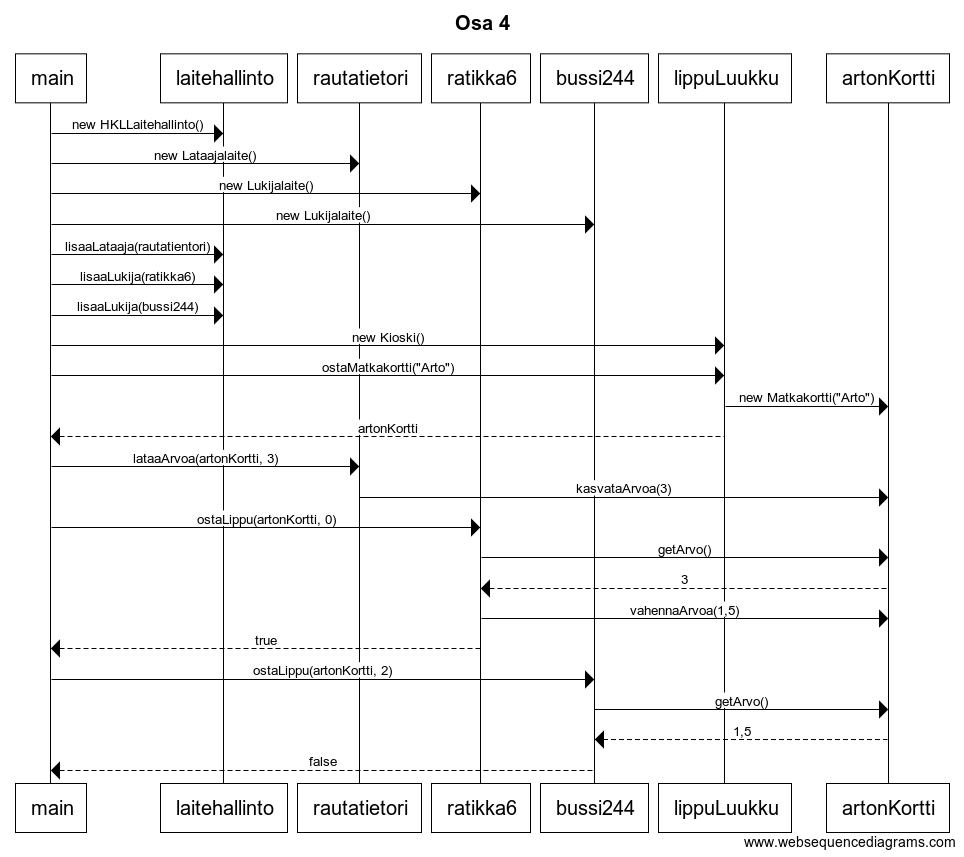 Osa 4
main laitehallinto rautatietori ratikka6 bussi244 lippuLuukku artonKortti
new HKLLaitehallinto()
new Lataajalaite()
new Lukijalaite()
new Lukijalaite()
lisaaLataaja(rautatientori)
lisaaLukija(ratikka6)
lisaaLukija(bussi244)
new Kioski()
ostaMatkakortti("Arto")
new Matkakortti("Arto")
artonKortti
lataaArvoa(artonKortti, 3)
kasvataArvoa(3)
ostaLippu(artonKortti, 0)
getArvo()
3
vahennaArvoa(1,5)
true
ostaLippu(artonKortti, 2)
getArvo()
1,5
false
main laitehallinto rautatietori ratikka6 bussi244 lippuLuukku artonKortti
www.websequencediagrams.com